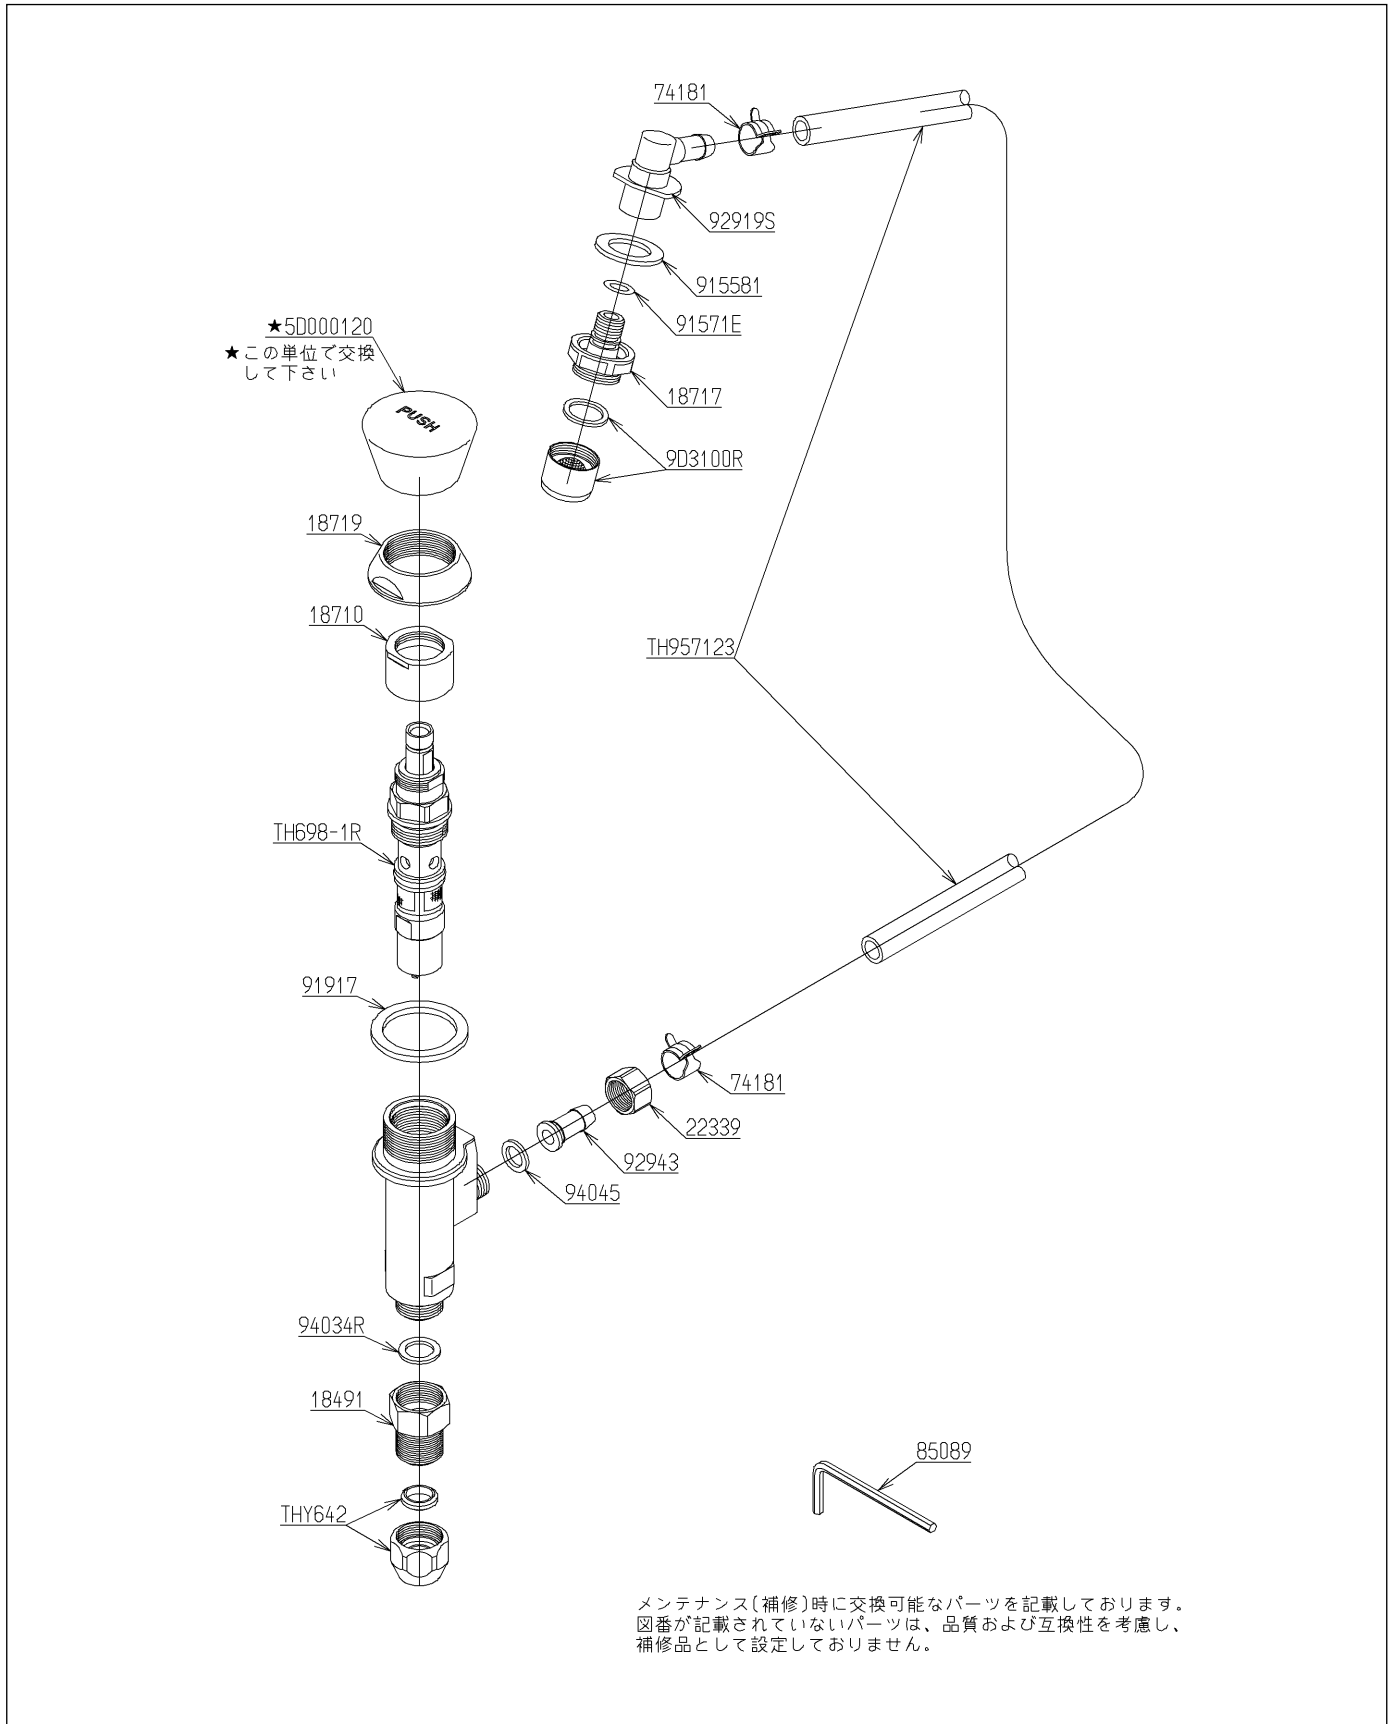 74181
92919S
915581
91571E
★5D000120
★この単位で交換
して下さい
18717
PUSH
9D3100R
18719
18710
TH957123
TH698-1R
91917
74181
22339
92943
94045
94034R
18491
85089
THY642
メンテナンス〔補修〕時に交換可能なパーツを記載しております。
図番が記載されていないパーツは、品質および互換性を考慮し、
補修品として設定しておりません。